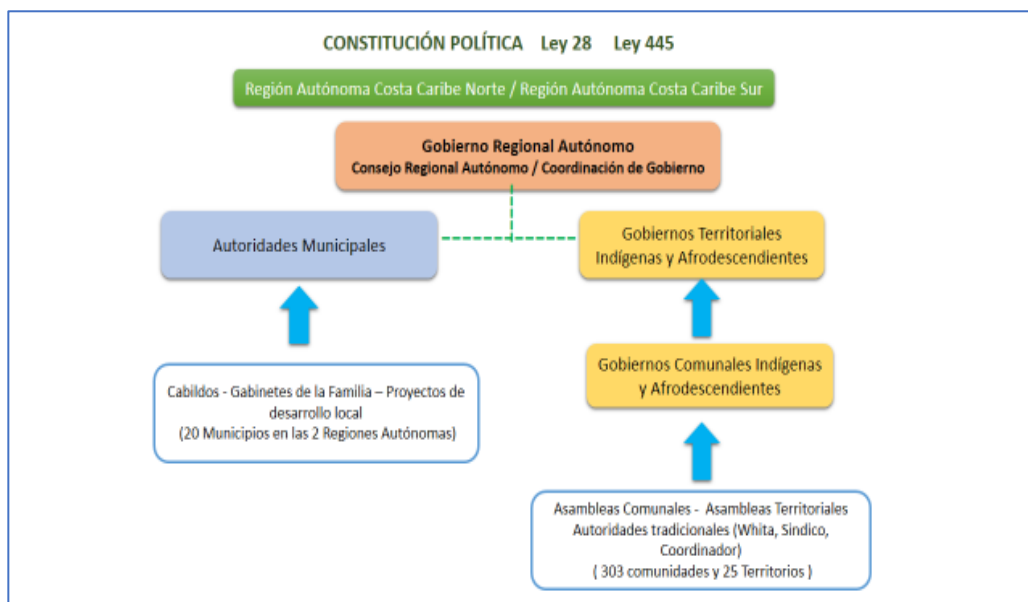 CONSTITUCIÓN POLÍTICA Ley 28 Ley 445
Región Autónoma Costa Caribe Norte / Región Autónoma Costa Caribe Sur
Gobierno Regional Autónomo
Consejo Regional Autónomo / Coordinación de Gobierno
Autoridades Municipales
Gobiernos Territoriales
Indígenas y Afrodescendientes
Gobiernos Comunales Indígenas
y Afrodescendientes
Cabildos - Gabinetes de la Familia – Proyectos de
desarrollo local
(20 Municipios en las 2 Regiones Autónomas)
Asambleas Comunales - Asambleas Territoriales
Autoridades tradicionales (Whita, Sindico,
Coordinador)
( 303 comunidades y 25 Territorios )